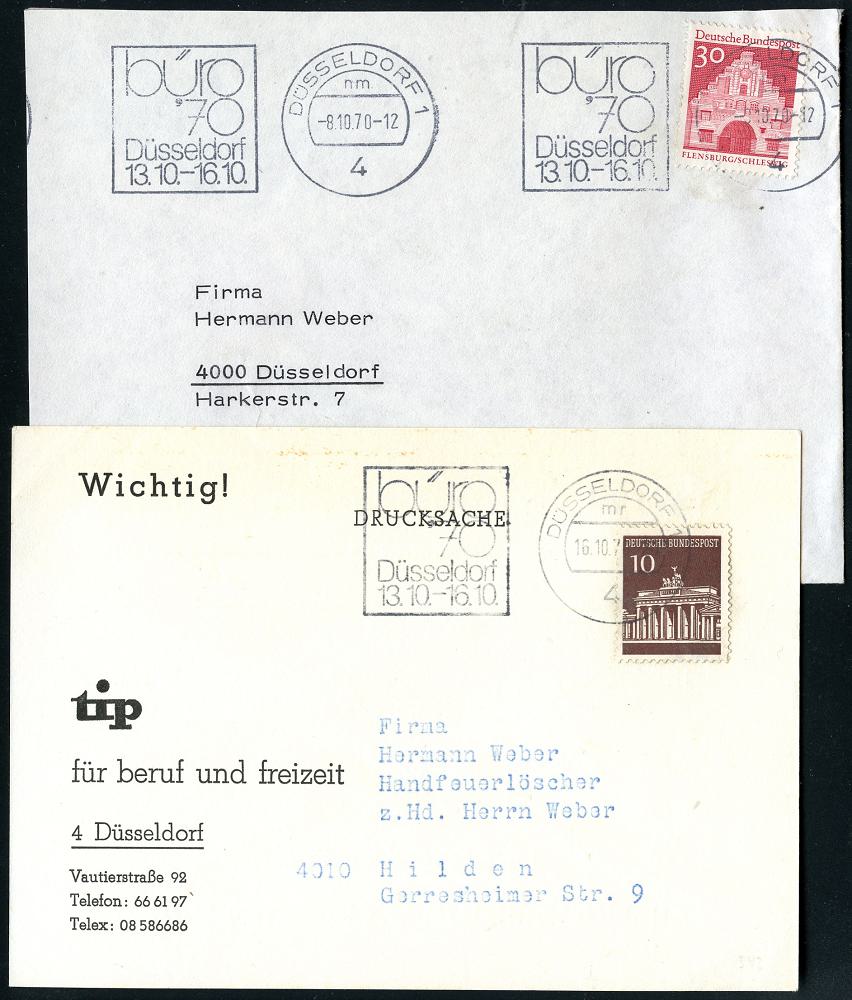 büro
'70
Düsseldorf
13.10.–16.10.
DÜSSELDORF 1
nm
–8.10.70–12
4
büro
'70
Düsseldorf
13.10.–16.10.
Deutsche Bundespost
30
FLENSBURG/SCHLESWIG
4
Firma
Hermann Weber
4000 Düsseldorf
Harkerstr. 7
Wichtig!
DRUCKSACHE
büro
'70
Düsseldorf
13.10.–16.10.
DÜSSELDORF 1
mr
16.10.7
4
DEUTSCHE BUNDESPOST
10
tip
für beruf und freizeit
4 Düsseldorf
Vautierstraße 92
Telefon: 66 61 97
Telex: 08 586686
Firma
Hermann Weber
Handfeuerlöscher
z.Hd. Herrn Weber
4010 Hilden
Gerresheimer Str. 9